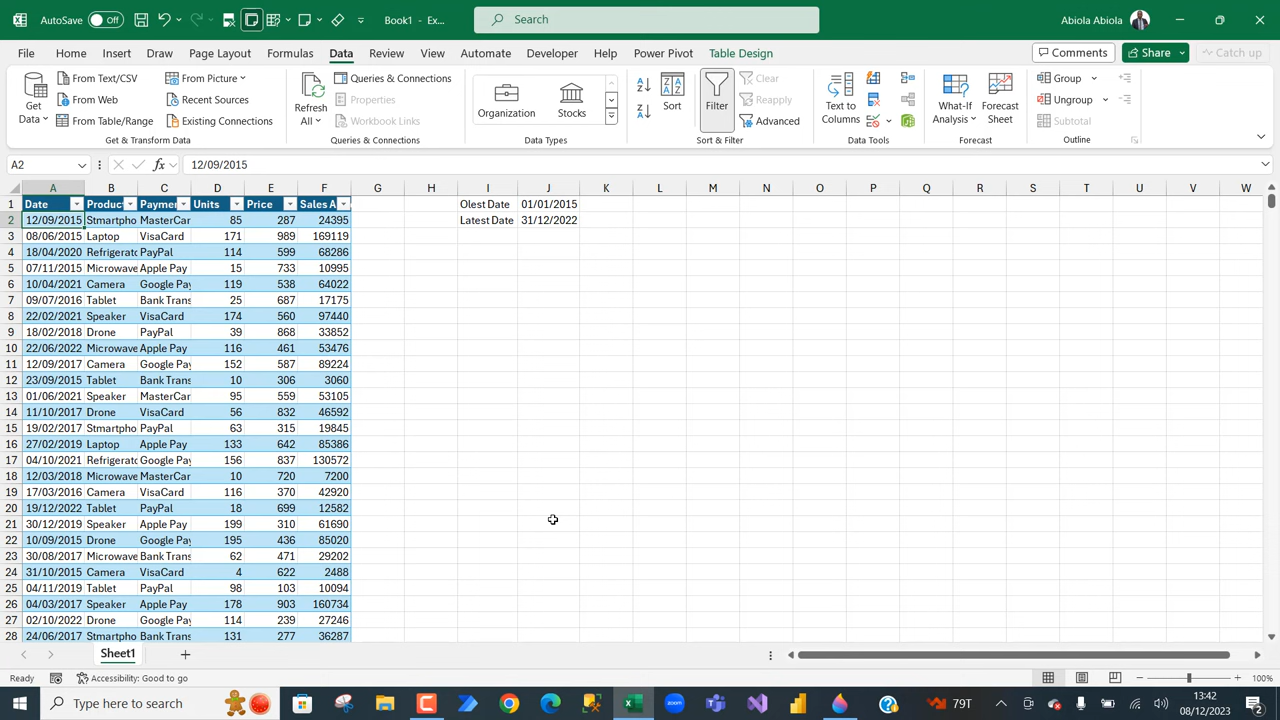 AutoSave Off Book1 - Ex... Search Abiola Abiola
File Home Insert Draw Page Layout Formulas Data Review View Automate Developer Help Power Pivot Table Design Comments Share Catch up
From Text/CSV From Picture Queries & Connections Clear Group
Get Data From Web Recent Sources Refresh All Properties Organization Stocks Sort Filter Reapply Text to Columns What-If Analysis Forecast Sheet Ungroup
From Table/Range Existing Connections Workbook Links Advanced Subtotal
Get & Transform Data Queries & Connections Data Types Sort & Filter Data Tools Forecast Outline
A2 fx 12/09/2015
A B C D E F G H I J K L M N O P Q R S T U V W
1 Date Product Paymer Units Price Sales A Olest Date 01/01/2015
2 12/09/2015 Stmartpho MasterCar 85 287 24395 Latest Date 31/12/2022
3 08/06/2015 Laptop VisaCard 171 989 169119
4 18/04/2020 Refrigerato PayPal 114 599 68286
5 07/11/2015 Microwave Apple Pay 15 733 10995
6 10/04/2021 Camera Google Pay 119 538 64022
7 09/07/2016 Tablet Bank Trans 25 687 17175
8 22/02/2021 Speaker VisaCard 174 560 97440
9 18/02/2018 Drone PayPal 39 868 33852
10 22/06/2022 Microwave Apple Pay 116 461 53476
11 12/09/2017 Camera Google Pay 152 587 89224
12 23/09/2015 Tablet Bank Trans 10 306 3060
13 01/06/2021 Speaker MasterCar 95 559 53105
14 11/10/2017 Drone VisaCard 56 832 46592
15 19/02/2017 Stmartpho PayPal 63 315 19845
16 27/02/2019 Laptop Apple Pay 133 642 85386
17 04/10/2021 Refrigerato Google Pay 156 837 130572
18 12/03/2018 Microwave MasterCar 10 720 7200
19 17/03/2016 Camera VisaCard 116 370 42920
20 19/12/2022 Tablet PayPal 18 699 12582
21 30/12/2019 Speaker Apple Pay 199 310 61690
22 10/09/2015 Drone Google Pay 195 436 85020
23 30/08/2017 Microwave Bank Trans 62 471 29202
24 31/10/2015 Camera VisaCard 4 622 2488
25 04/11/2019 Tablet PayPal 98 103 10094
26 04/03/2017 Speaker Apple Pay 178 903 160734
27 02/10/2022 Drone Google Pay 114 239 27246
28 24/06/2017 Stmartpho Bank Trans 131 277 36287
Sheet1
Ready Accessibility: Good to go 100%
Type here to search 79T 13:42
08/12/2023